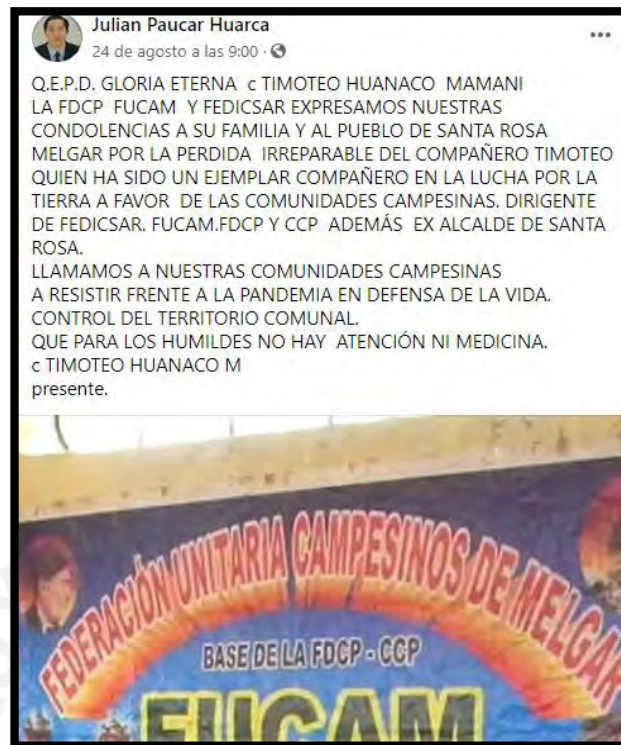 Julian Paucar Huarca
24 de agosto a las 9:00 ·
Q.E.P.D. GLORIA ETERNA c TIMOTEO HUANACO MAMANI
LA FDCP FUCAM Y FEDICSAR EXPRESAMOS NUESTRAS
CONDOLENCIAS A SU FAMILIA Y AL PUEBLO DE SANTA ROSA
MELGAR POR LA PERDIDA IRREPARABLE DEL COMPAÑERO TIMOTEO
QUIEN HA SIDO UN EJEMPLAR COMPAÑERO EN LA LUCHA POR LA
TIERRA A FAVOR DE LAS COMUNIDADES CAMPESINAS. DIRIGENTE
DE FEDICSAR. FUCAM.FDCP Y CCP ADEMÁS EX ALCALDE DE SANTA
ROSA.
LLAMAMOS A NUESTRAS COMUNIDADES CAMPESINAS
A RESISTIR FRENTE A LA PANDEMIA EN DEFENSA DE LA VIDA.
CONTROL DEL TERRITORIO COMUNAL.
QUE PARA LOS HUMILDES NO HAY ATENCIÓN NI MEDICINA.
c TIMOTEO HUANACO M
presente.
FEDERACIÓN UNITARIA CAMPESINOS DE MELGAR
BASE DE LA FDCP - CCP
FUCAM